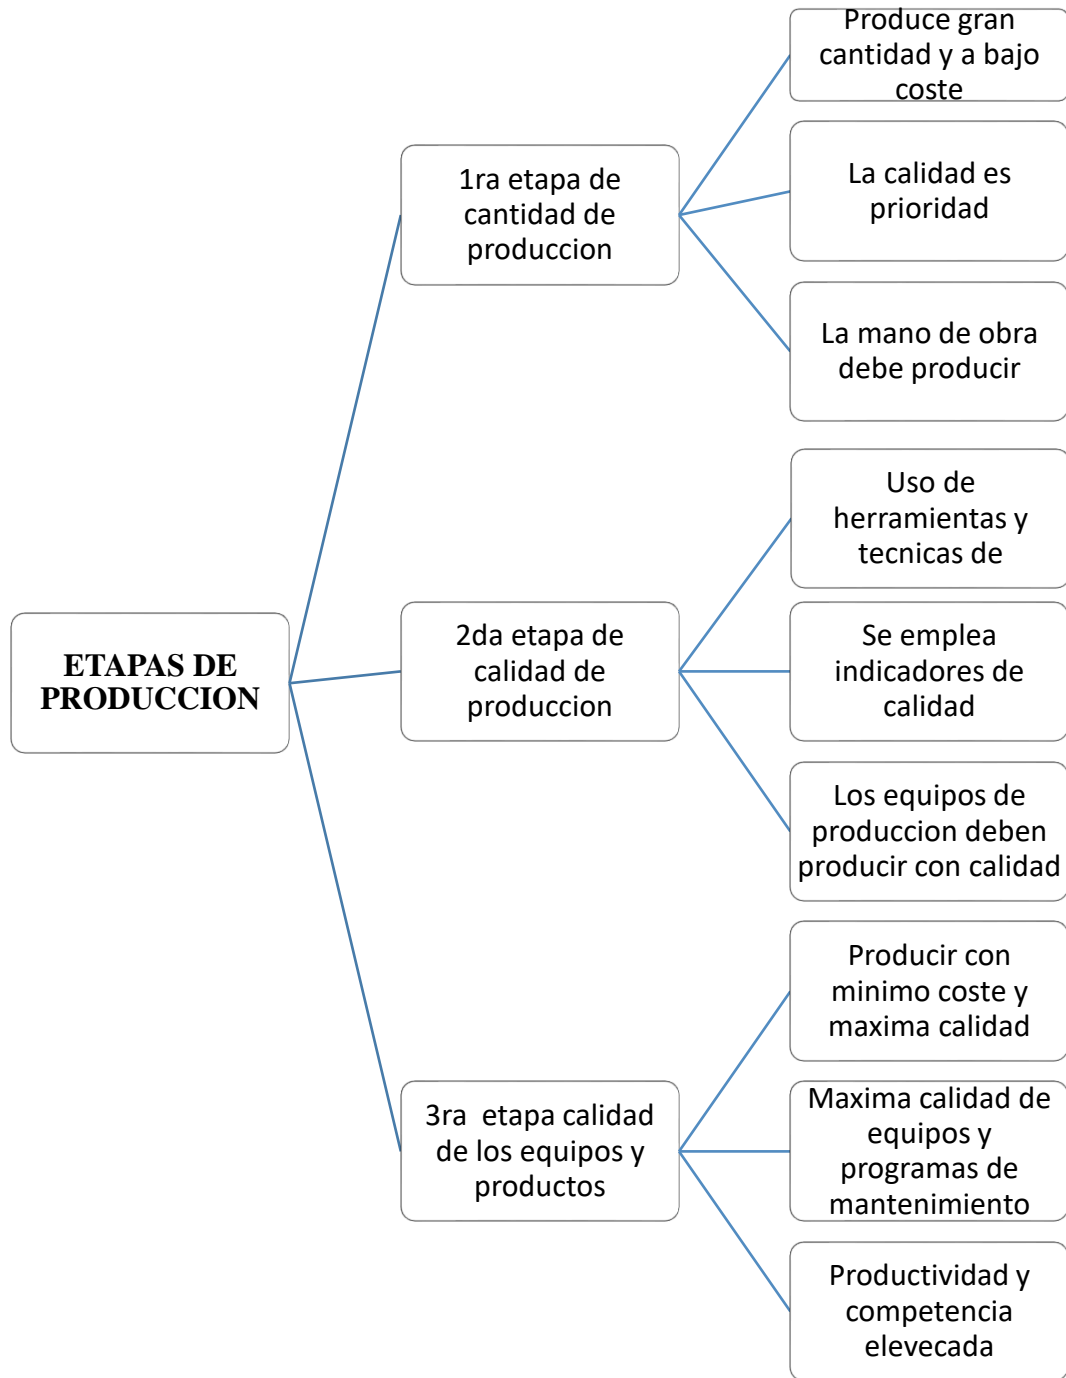 ETAPAS DE
PRODUCCION
1ra etapa de
cantidad de
produccion
Produce gran
cantidad y a bajo
coste
La calidad es
prioridad
La mano de obra
debe producir
2da etapa de
calidad de
produccion
Uso de
herramientas y
tecnicas de
Se emplea
indicadores de
calidad
Los equipos de
produccion deben
producir con calidad
3ra etapa calidad
de los equipos y
productos
Producir con
minimo coste y
maxima calidad
Maxima calidad de
equipos y
programas de
mantenimiento
Productividad y
competencia
elevecada